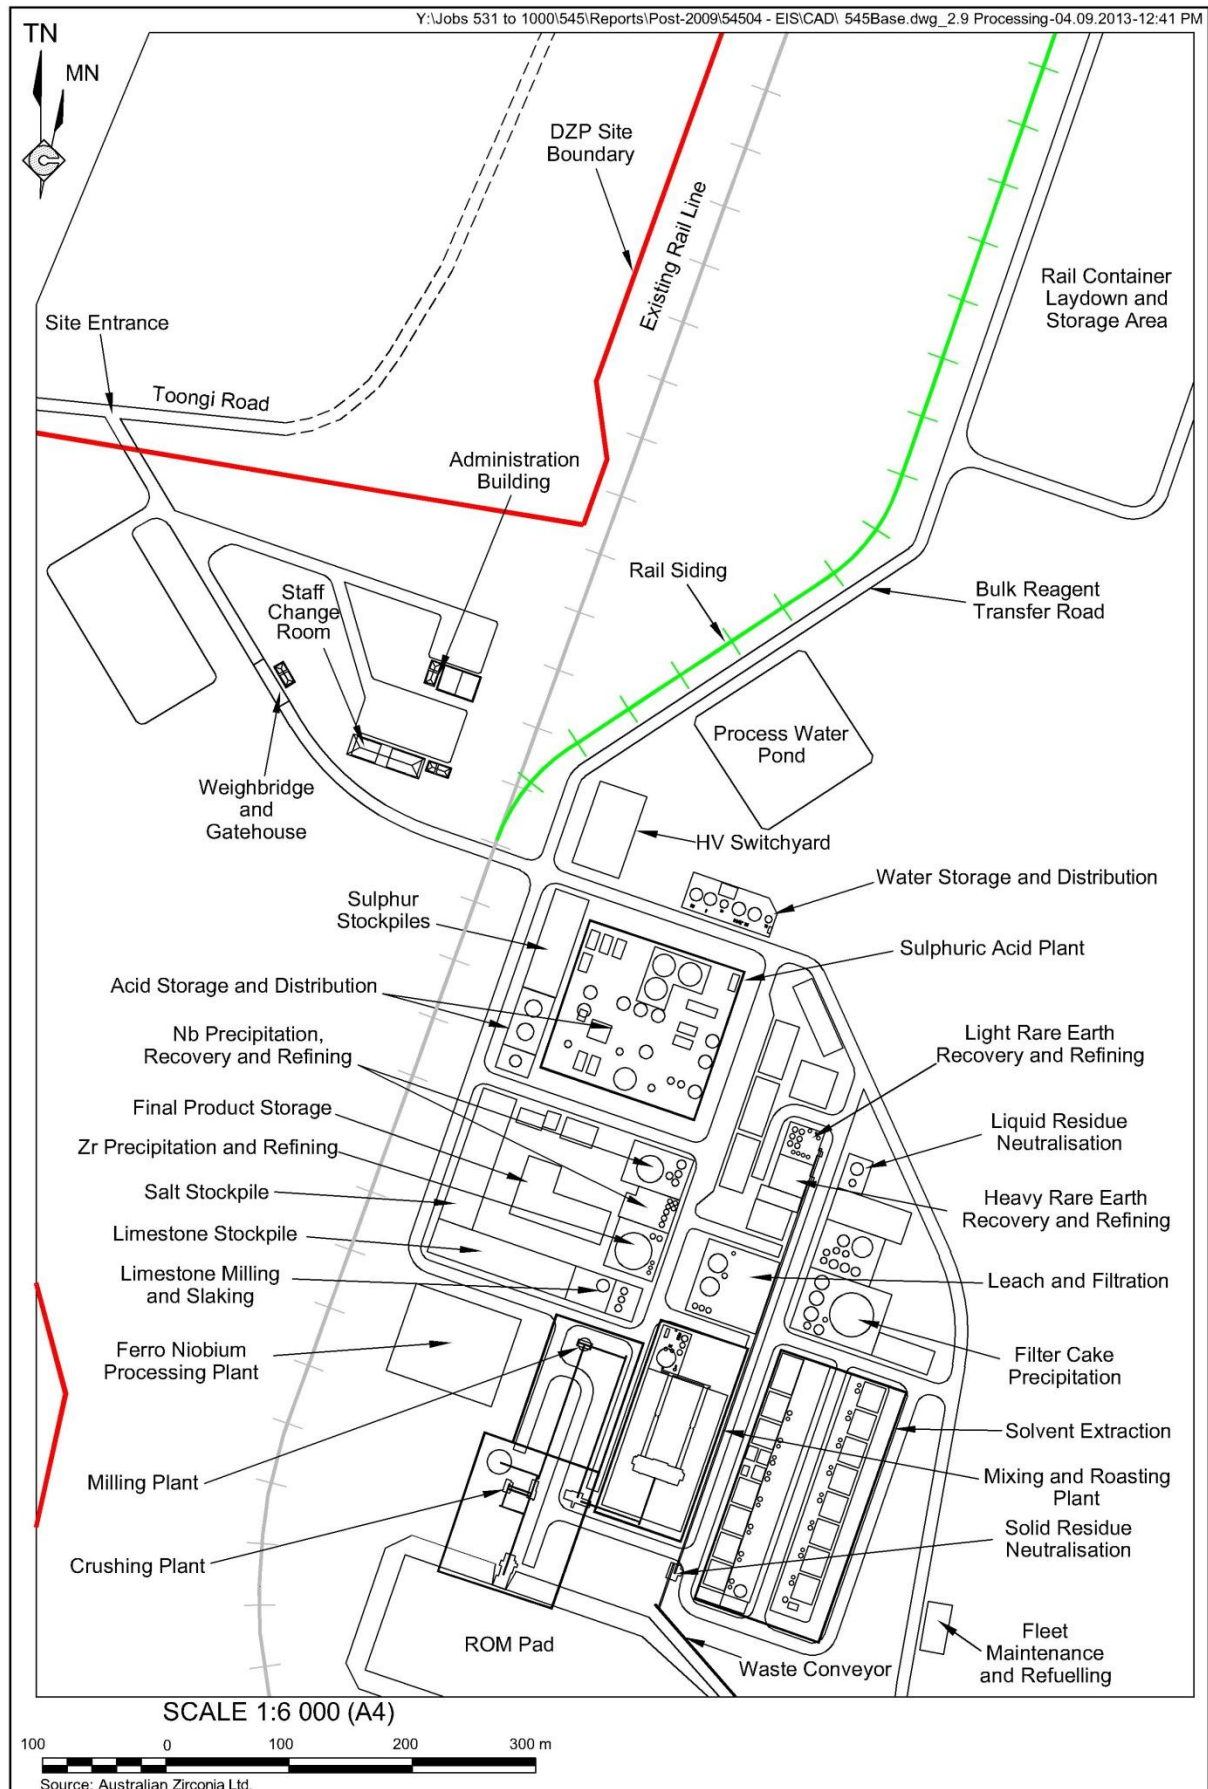 Y:\Jobs 531 to 1000\545\Reports\Post-2009\54504 - EIS\CAD\ 545Base.dwg_2.9 Processing-04.09.2013-12:41 PM
TN
MN
DZP Site
Boundary
Existing Rail Line
Rail Container
Laydown and
Storage Area
Site Entrance
Toongi Road
Administration
Building
Rail Siding
Bulk Reagent
Transfer Road
Staff
Change
Room
Process Water
Pond
Weighbridge
and
Gatehouse
HV Switchyard
Water Storage and Distribution
Sulphur
Stockpiles
Sulphuric Acid Plant
Acid Storage and Distribution
Nb Precipitation,
Recovery and Refining
Light Rare Earth
Recovery and Refining
Final Product Storage
Liquid Residue
Neutralisation
Zr Precipitation and Refining
Salt Stockpile
Heavy Rare Earth
Recovery and Refining
Limestone Stockpile
Limestone Milling
and Slaking
Leach and Filtration
Ferro Niobium
Processing Plant
Filter Cake
Precipitation
Solvent Extraction
Milling Plant
Mixing and Roasting
Plant
Crushing Plant
Solid Residue
Neutralisation
ROM Pad
Waste Conveyor
Fleet
Maintenance
and Refuelling
SCALE 1:6 000 (A4)
100 0 100 200 300 m
Source: Australian Zirconia Ltd.